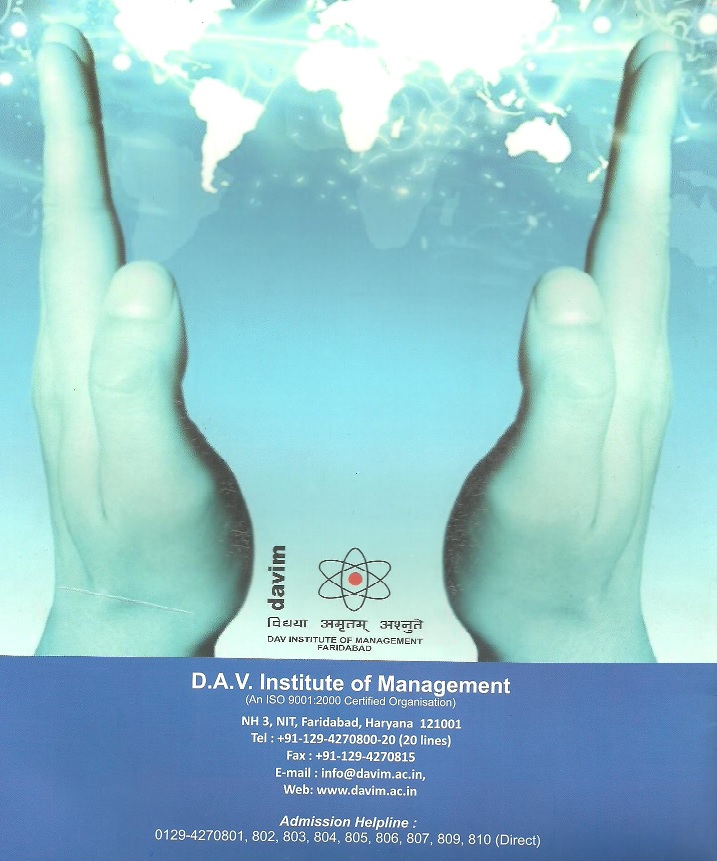 davim
विद्यया अमृतम् अश्नुते
DAV INSTITUTE OF MANAGEMENT
FARIDABAD
D.A.V. Institute of Management
(An ISO 9001:2000 Certified Organisation)
NH 3, NIT, Faridabad, Haryana 121001
Tel : +91-129-4270800-20 (20 lines)
Fax : +91-129-4270815
E-mail : info@davim.ac.in,
Web: www.davim.ac.in
Admission Helpline :
0129-4270801, 802, 803, 804, 805, 806, 807, 809, 810 (Direct)